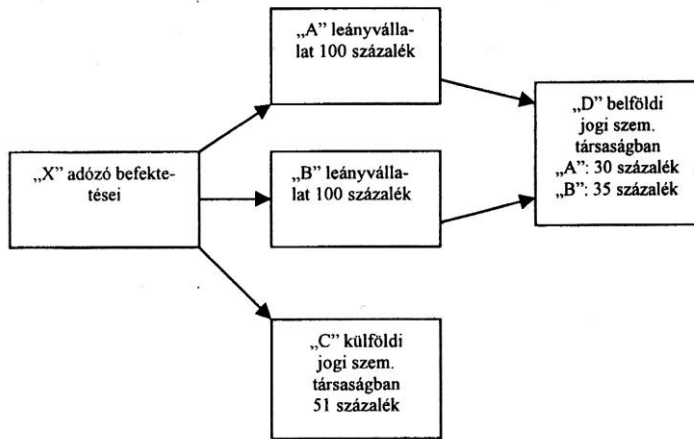 „A” leányválla-
lat 100 százalék
„D” belföldi
jogi szem.
társaságban
„A”: 30 százalék
„B”: 35 százalék
„X” adózó befekte-
tései
„B” leányválla-
lat 100 százalék
„C” külföldi
jogi szem.
társaságban
51 százalék